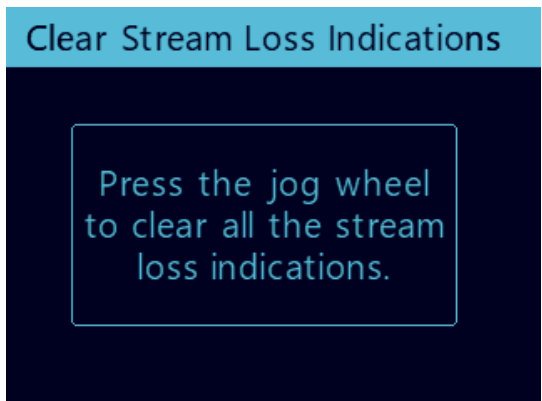 Clear Stream Loss Indications
Press the jog wheel
to clear all the stream
loss indications.